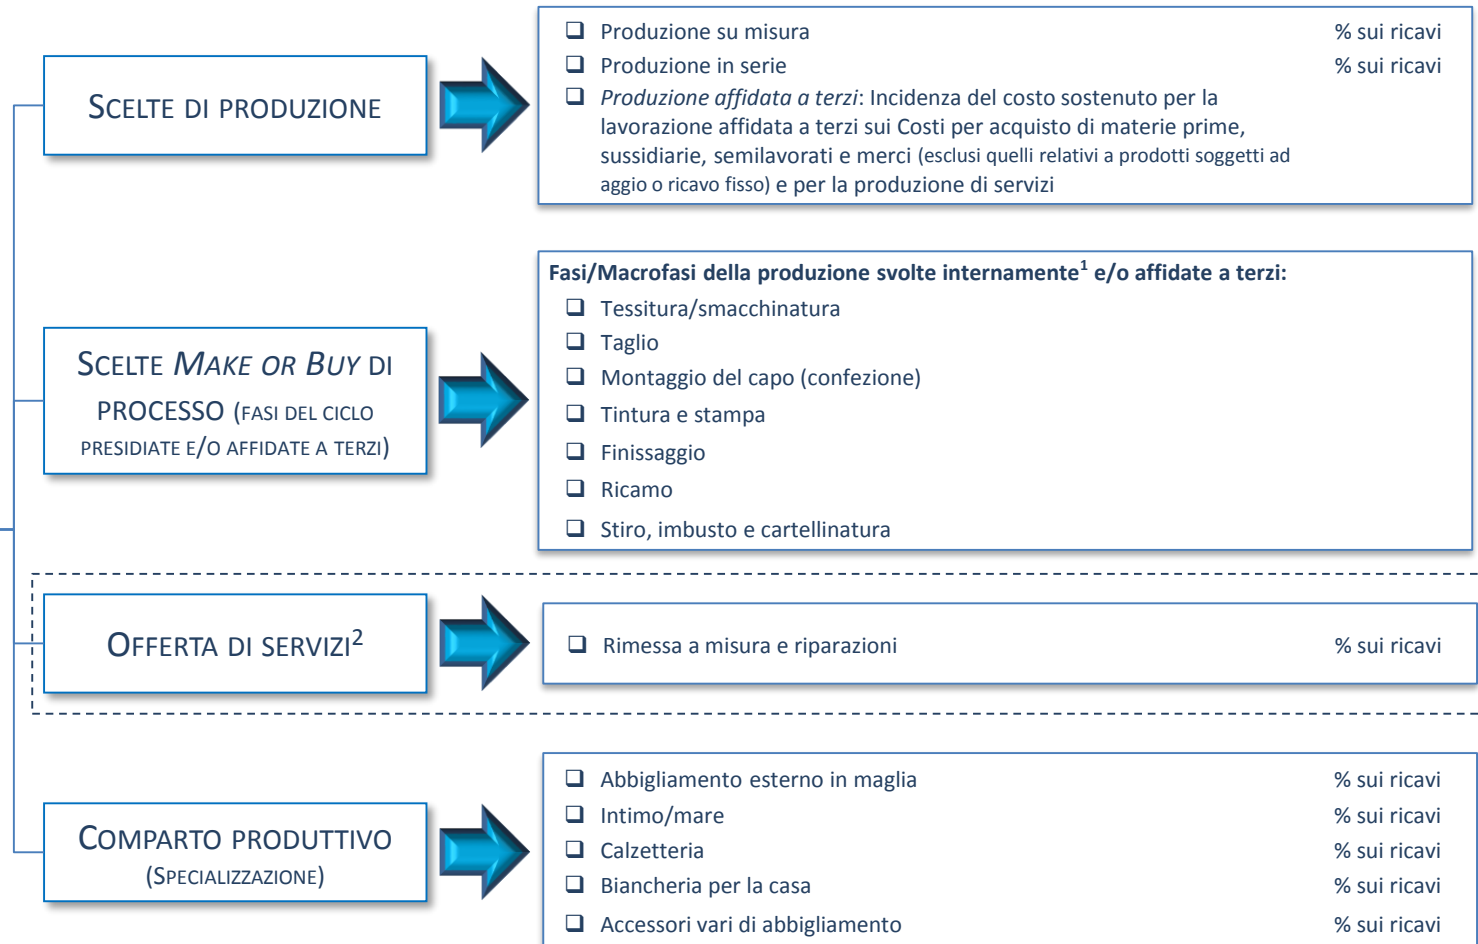 SCELTE DI PRODUZIONE
❑ Produzione su misura % sui ricavi
❑ Produzione in serie % sui ricavi
❑ Produzione affidata a terzi: Incidenza del costo sostenuto per la
lavorazione affidata a terzi sui Costi per acquisto di materie prime,
sussidiarie, semilavorati e merci (esclusi quelli relativi a prodotti soggetti ad
aggio o ricavo fisso) e per la produzione di servizi
SCELTE MAKE OR BUY DI
PROCESSO (FASI DEL CICLO
PRESIDIATE E/O AFFIDATE A TERZI)
Fasi/Macrofasi della produzione svolte internamente¹ e/o affidate a terzi:
❑ Tessitura/smacchinatura
❑ Taglio
❑ Montaggio del capo (confezione)
❑ Tintura e stampa
❑ Finissaggio
❑ Ricamo
❑ Stiro, imbusto e cartellinatura
OFFERTA DI SERVIZI²
❑ Rimessa a misura e riparazioni % sui ricavi
COMPARTO PRODUTTIVO
(SPECIALIZZAZIONE)
❑ Abbigliamento esterno in maglia % sui ricavi
❑ Intimo/mare % sui ricavi
❑ Calzetteria % sui ricavi
❑ Biancheria per la casa % sui ricavi
❑ Accessori vari di abbigliamento % sui ricavi